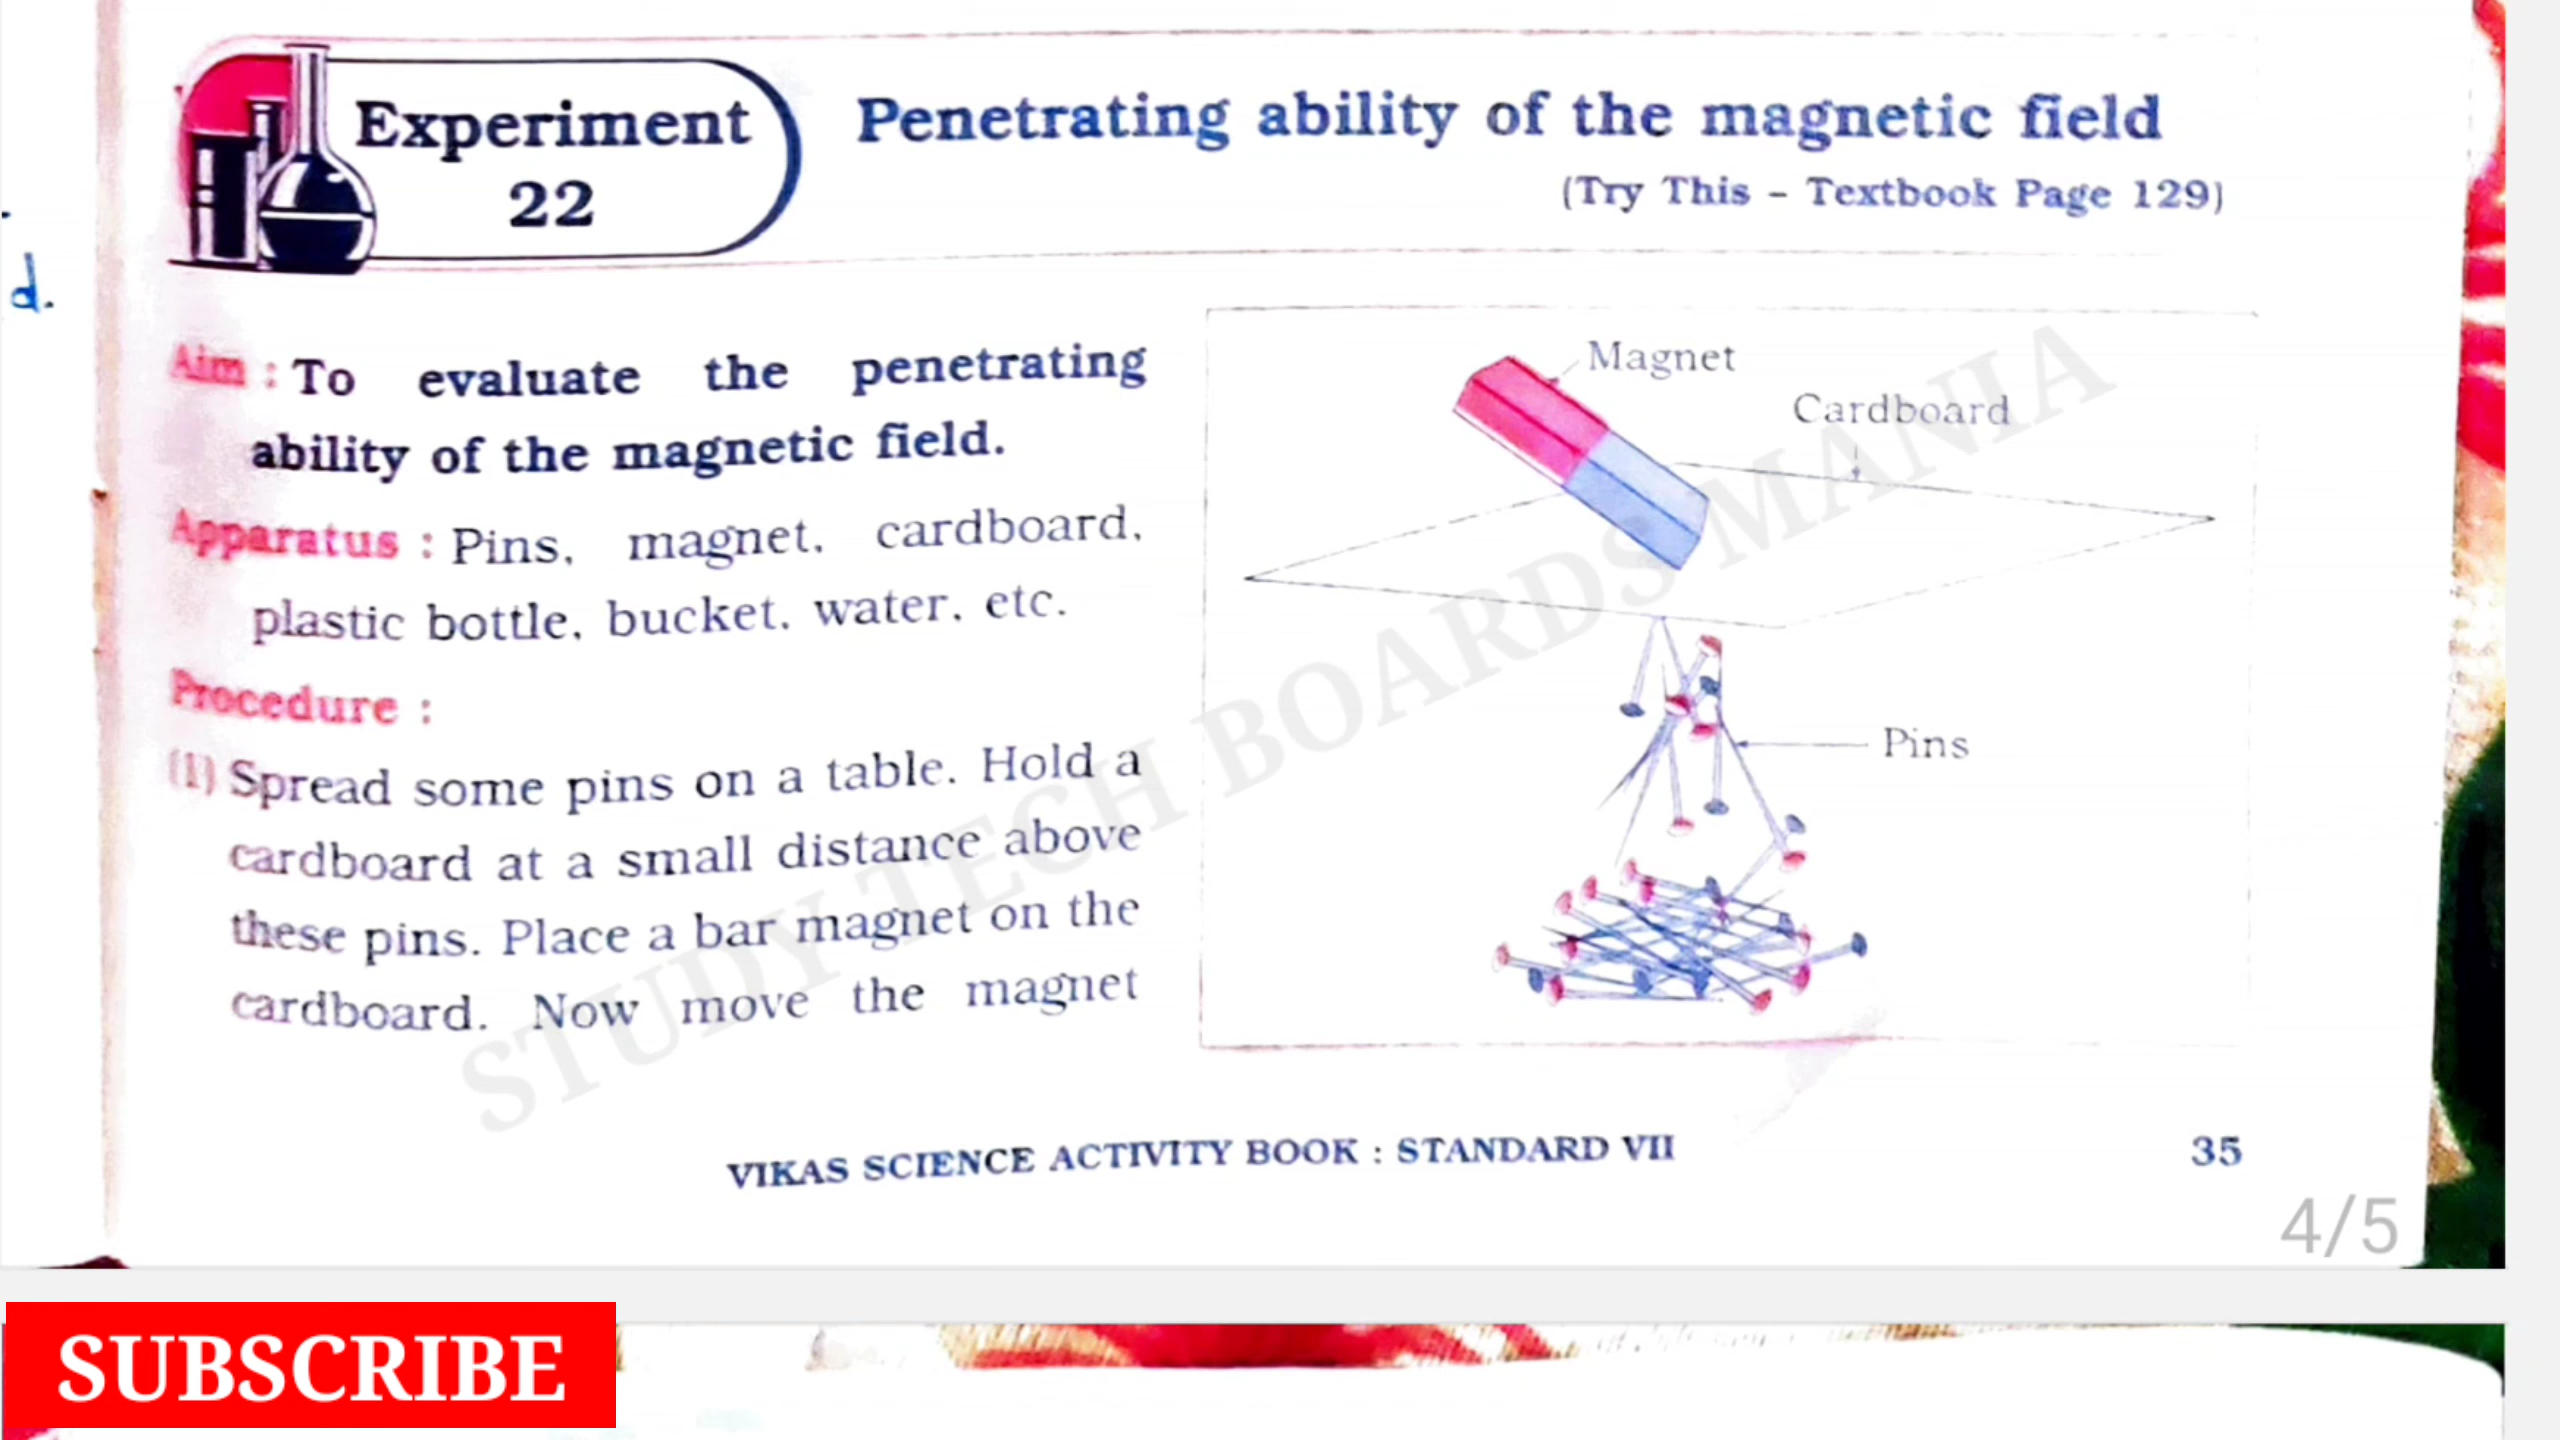 d.
Experiment
22
Penetrating ability of the magnetic field
(Try This – Textbook Page 129)
Aim : To evaluate the penetrating
ability of the magnetic field.
Apparatus : Pins, magnet, cardboard,
plastic bottle, bucket, water, etc.
Procedure :
(1) Spread some pins on a table. Hold a
cardboard at a small distance above
these pins. Place a bar magnet on the
cardboard. Now move the magnet
Magnet
Cardboard
Pins
STUDY TECH BOARDS MANIA
VIKAS SCIENCE ACTIVITY BOOK : STANDARD VII
35
4/5
SUBSCRIBE